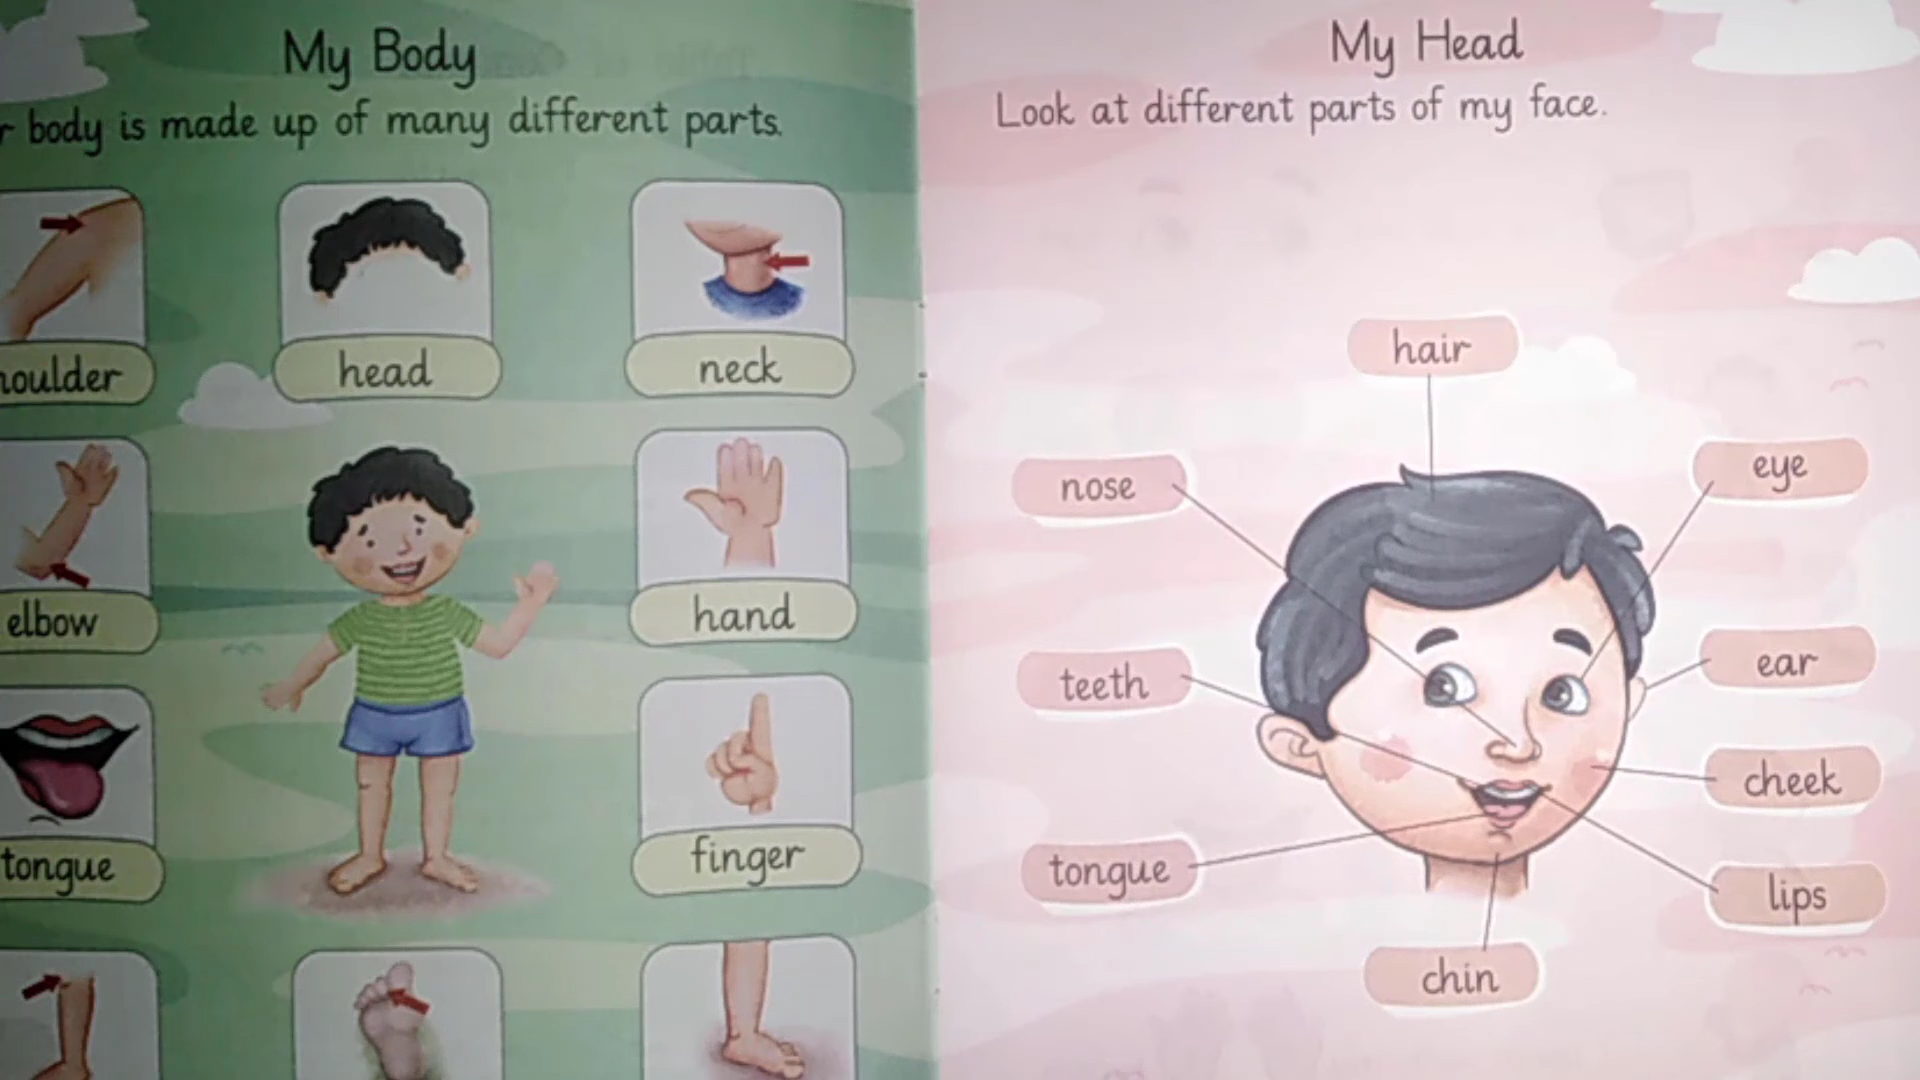 My Body
r body is made up of many different parts.
houlder
head
neck
elbow
hand
tongue
finger
My Head
Look at different parts of my face.
hair
nose
eye
teeth
ear
cheek
tongue
lips
chin